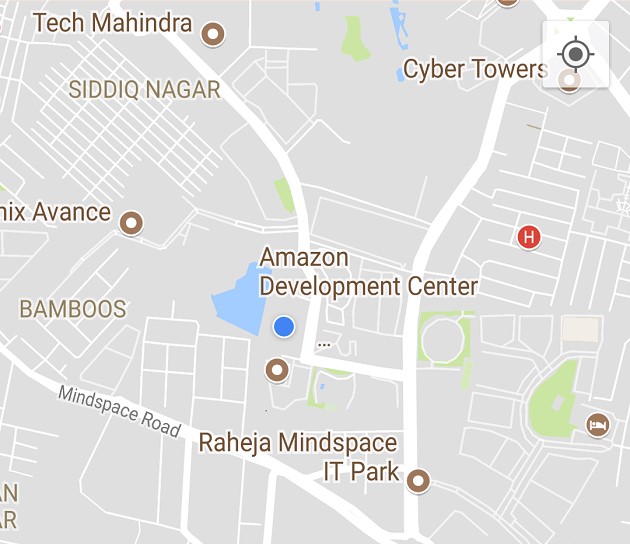 Tech Mahindra
Cyber Towers
SIDDIQ NAGAR
nix Avance
H
Amazon
Development Center
BAMBOOS
...
Mindspace Road
Raheja Mindspace
IT Park
AN
AR